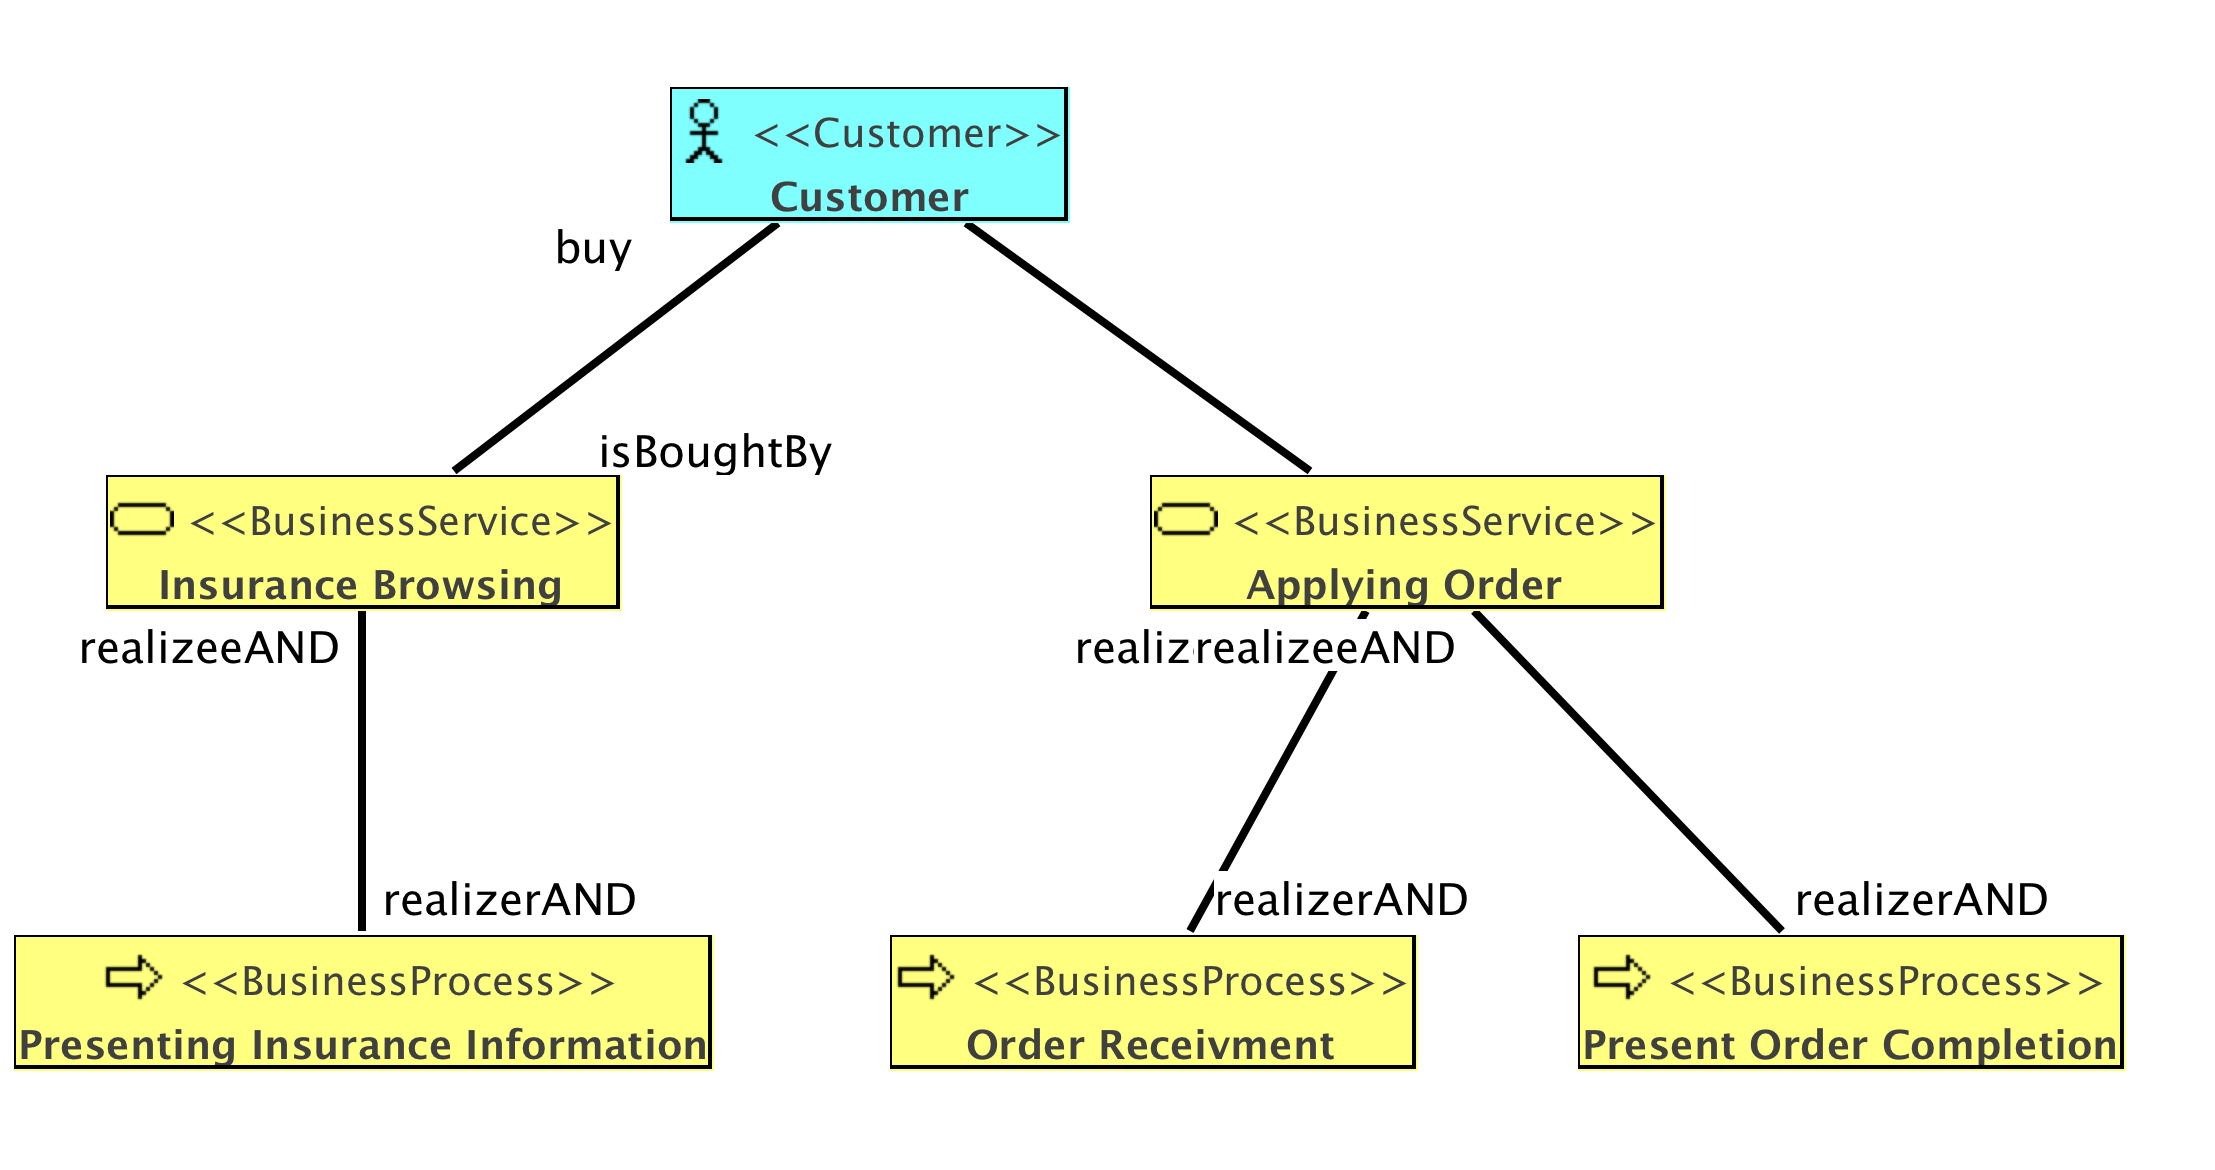 <<Customer>>
Customer
buy
isBoughtBy
<<BusinessService>>
Insurance Browsing
<<BusinessService>>
Applying Order
realizeeAND
realizeeAND
realizerAND
realizerAND
realizerAND
<<BusinessProcess>>
Presenting Insurance Information
<<BusinessProcess>>
Order Receivment
<<BusinessProcess>>
Present Order Completion